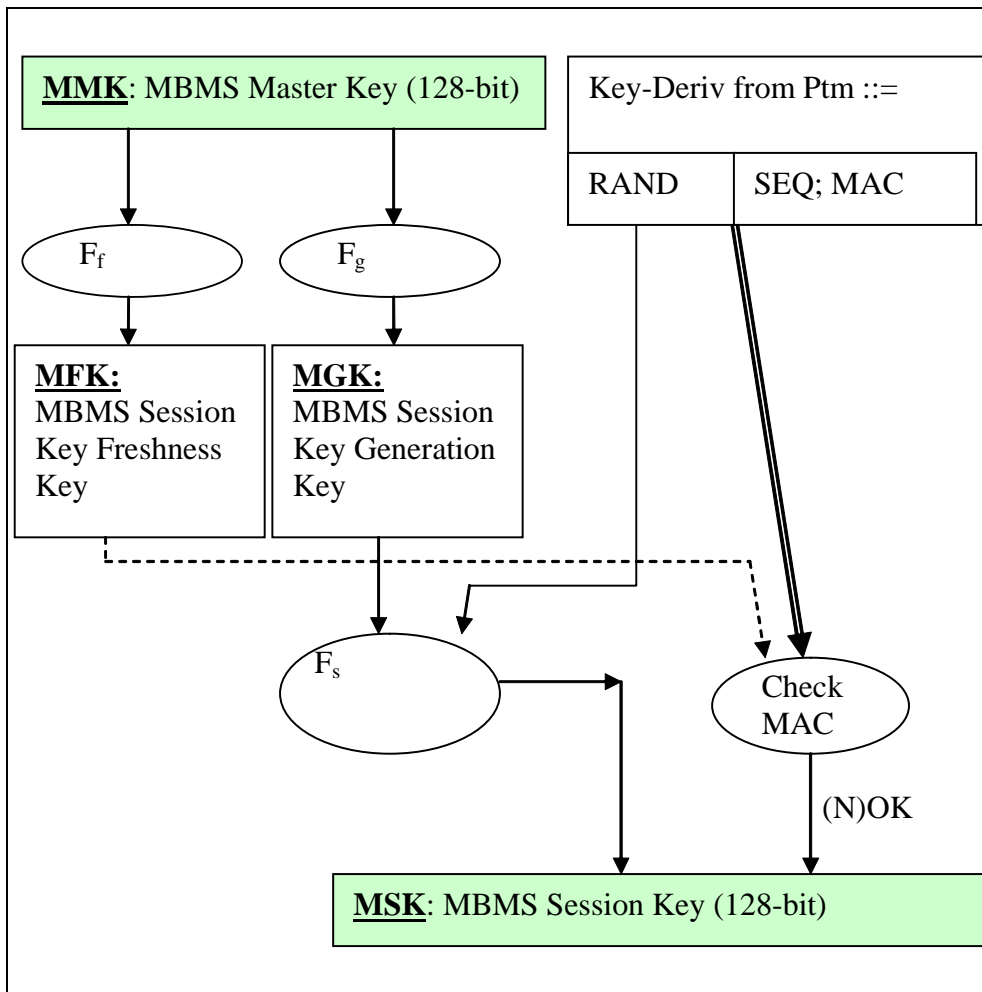 MMK: MBMS Master Key (128-bit)
Key-Deriv from Ptm ::=
RAND
SEQ; MAC
Ff
Fg
MFK:
MBMS Session
Key Freshness
Key
MGK:
MBMS Session
Key Generation
Key
Fs
Check
MAC
(N)OK
MSK: MBMS Session Key (128-bit)